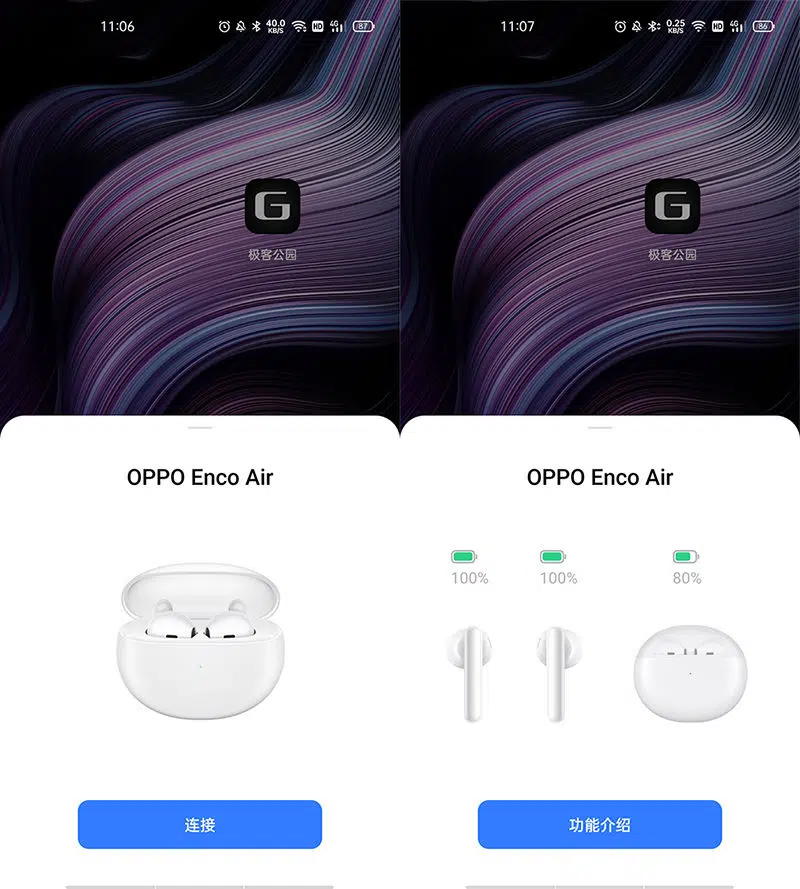 11:06
40.0
KB/S
HD
4G
87
G
极客公园
OPPO Enco Air
连接
11:07
0.25
KB/S
HD
4G
86
G
极客公园
OPPO Enco Air
100%
100%
80%
功能介绍